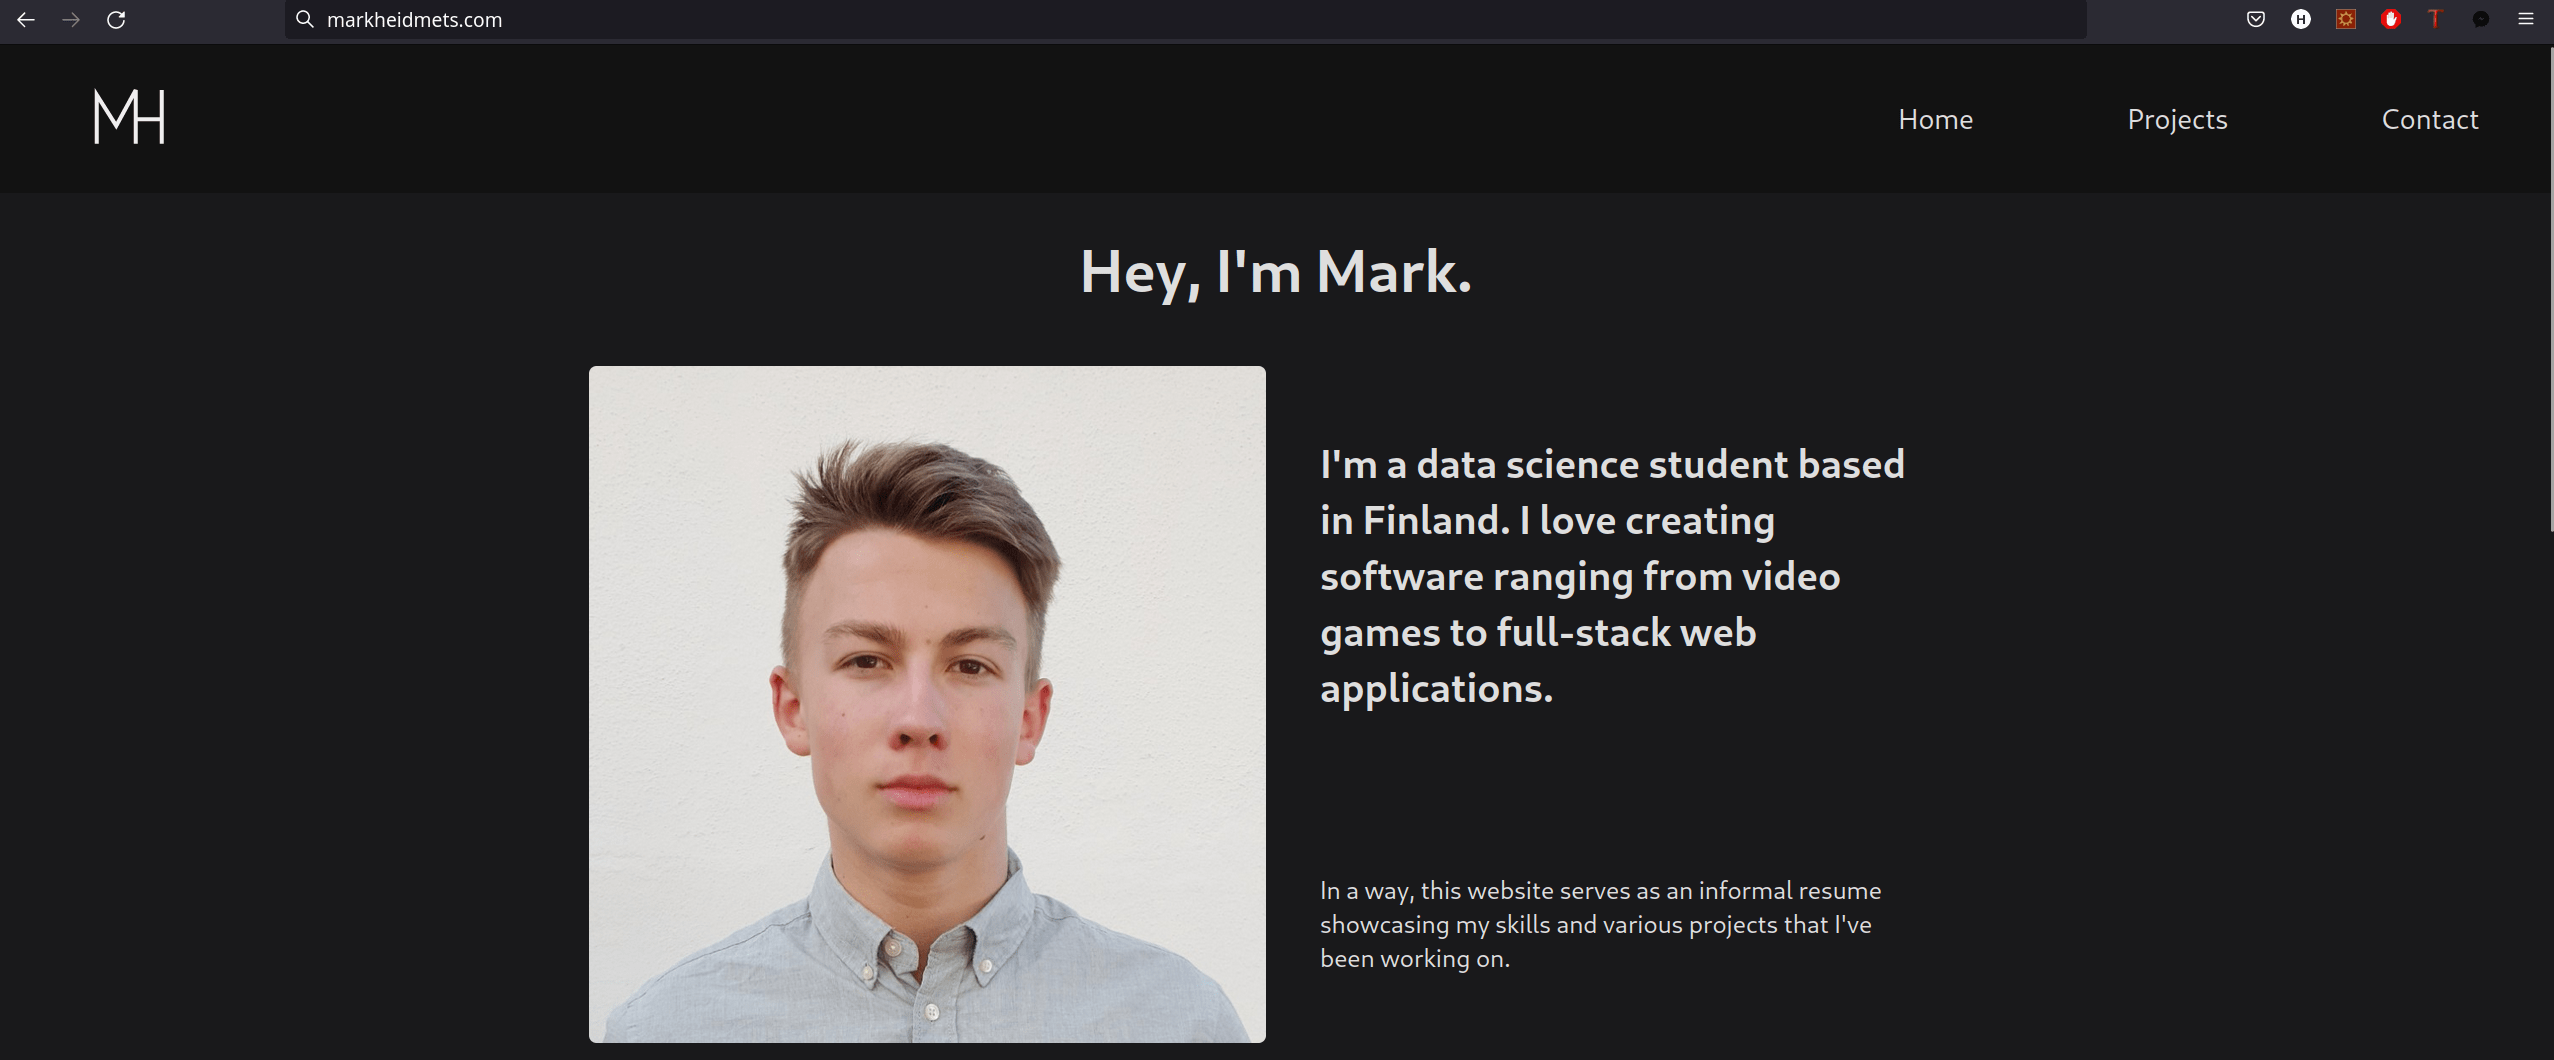 markheidmets.com
MH
Home
Projects
Contact
Hey, I'm Mark.
I'm a data science student based
in Finland. I love creating
software ranging from video
games to full-stack web
applications.
In a way, this website serves as an informal resume
showcasing my skills and various projects that I've
been working on.